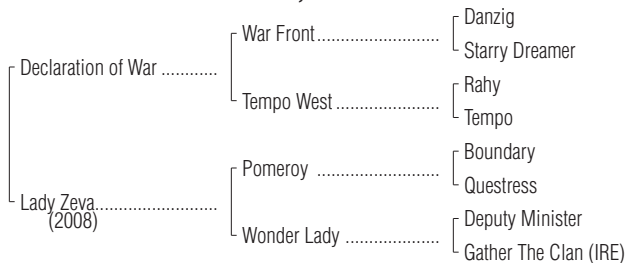 Danzig
War Front........................................
Starry Dreamer
Declaration of War ............
Rahy
Tempo West ..................................
Tempo
Boundary
Pomeroy ........................................
Questress
Lady Zeva...................................
(2008)
Deputy Minister
Wonder Lady ...............................
Gather The Clan (IRE)